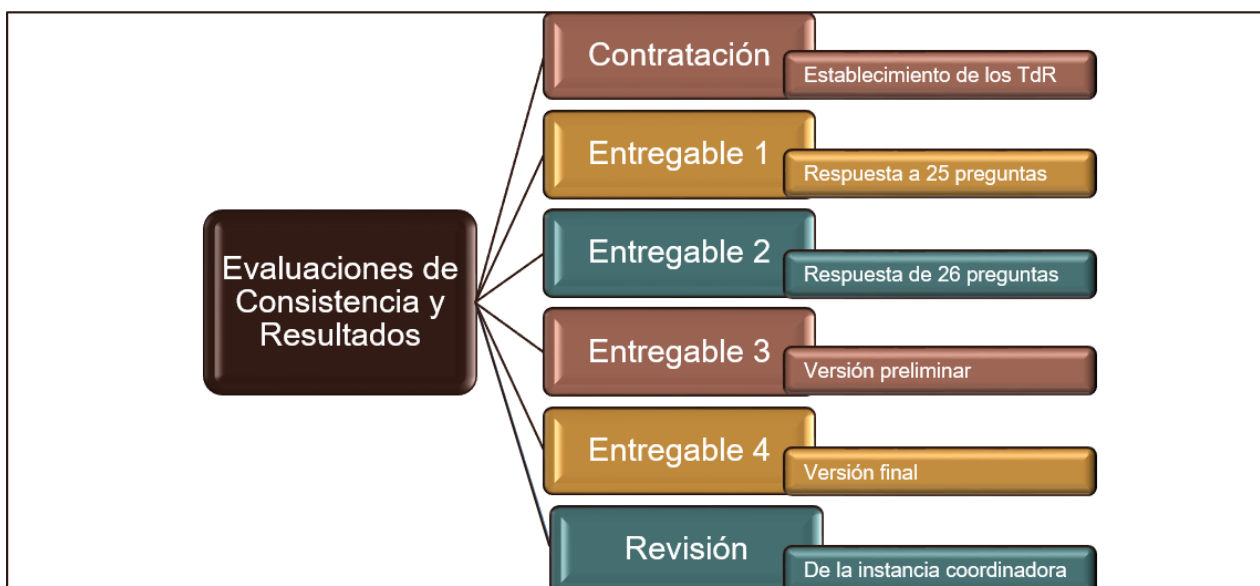 Contratación
Establecimiento de los TdR
Entregable 1
Respuesta a 25 preguntas
Entregable 2
Respuesta de 26 preguntas
Evaluaciones de
Consistencia y
Resultados
Entregable 3
Versión preliminar
Entregable 4
Versión final
Revisión
De la instancia coordinadora